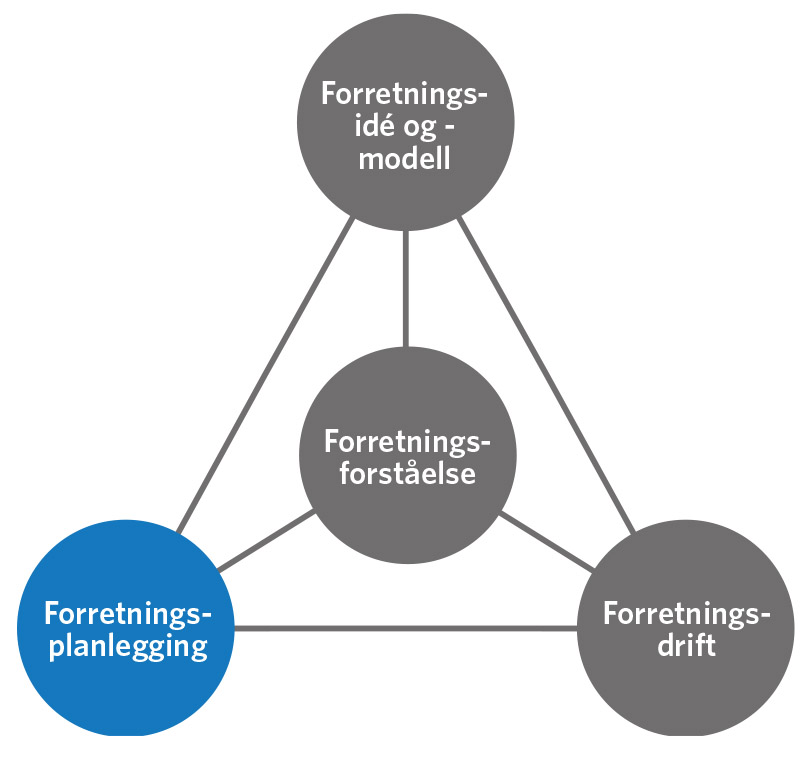 Forretnings-
idé og -
modell
Forretnings-
forståelse
Forretnings-
planlegging
Forretnings-
drift